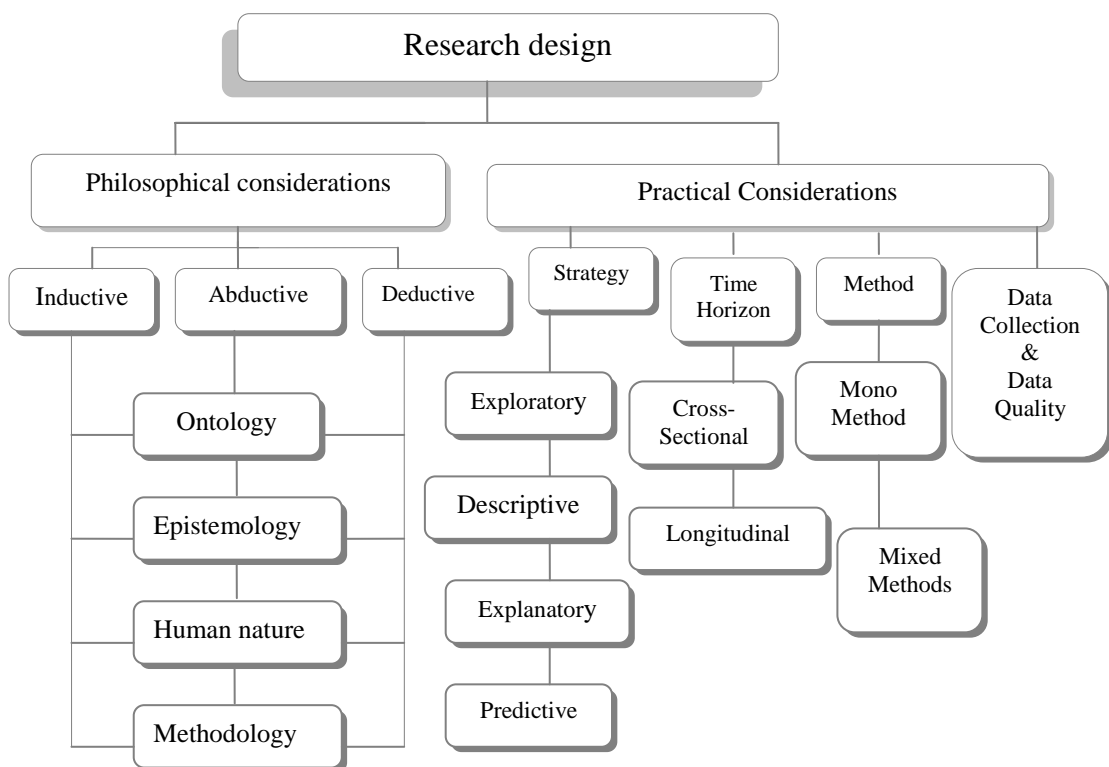 Research design
Philosophical considerations
Practical Considerations
Inductive
Abductive
Deductive
Strategy
Time
Horizon
Method
Data
Collection
&
Data
Quality
Ontology
Epistemology
Human nature
Methodology
Exploratory
Descriptive
Explanatory
Predictive
Cross-
Sectional
Longitudinal
Mono
Method
Mixed
Methods